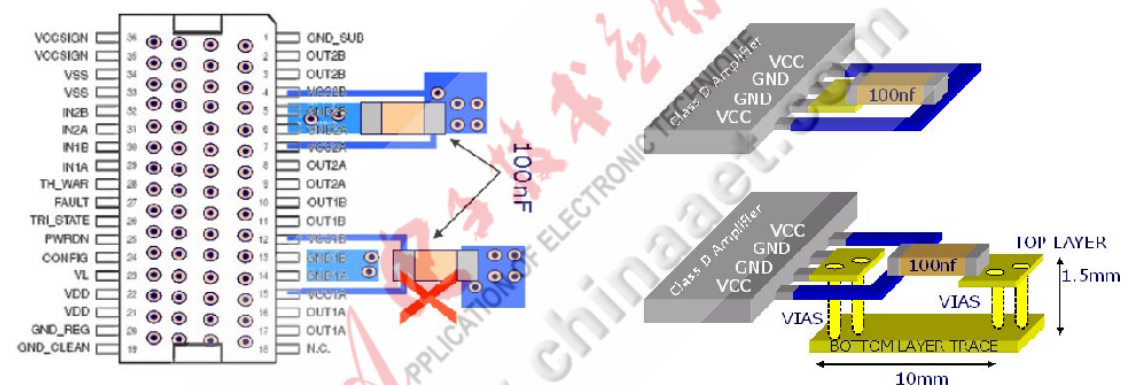 VCCSIGN 36
VCCSIGN 35
VSS 34
VSS 33
IN2B 32
IN2A 31
IN1B 30
IN1A 29
TH_WAR 28
FAULT 27
TRI_STATE 26
PWRDN 25
CONFIG 24
VL 23
VDD 22
VDD 21
GND_REG 20
GND_CLEAN 19
1 GND_SUB
2 OUT2B
3 OUT2B
4 VCC2B
5 GND2B
6 GND2A
7 VCC2A
8 OUT2A
9 OUT2A
10 OUT1B
11 OUT1B
12 VCC1B
13 GND1B
14 GND1A
15 VCC1A
16 OUT1A
17 OUT1A
18 N.C.
100nF
Class D Amplifier
VCC
GND
GND
VCC
100nf
Class D Amplifier
VCC
GND
GND
VCC
100nf
TOP LAYER
1.5mm
VIAS
VIAS
BOTTOM LAYER TRACE
10mm
APPLICATION OF ELECTRONIC TECHNIQUE
www.chinaaet.com